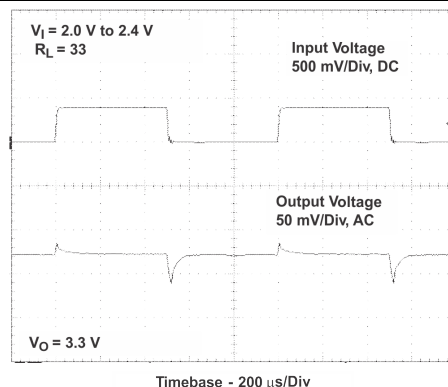 V_I = 2.0 V to 2.4 V
R_L = 33
Input Voltage
500 mV/Div, DC
Output Voltage
50 mV/Div, AC
V_O = 3.3 V
Timebase - 200 μs/Div